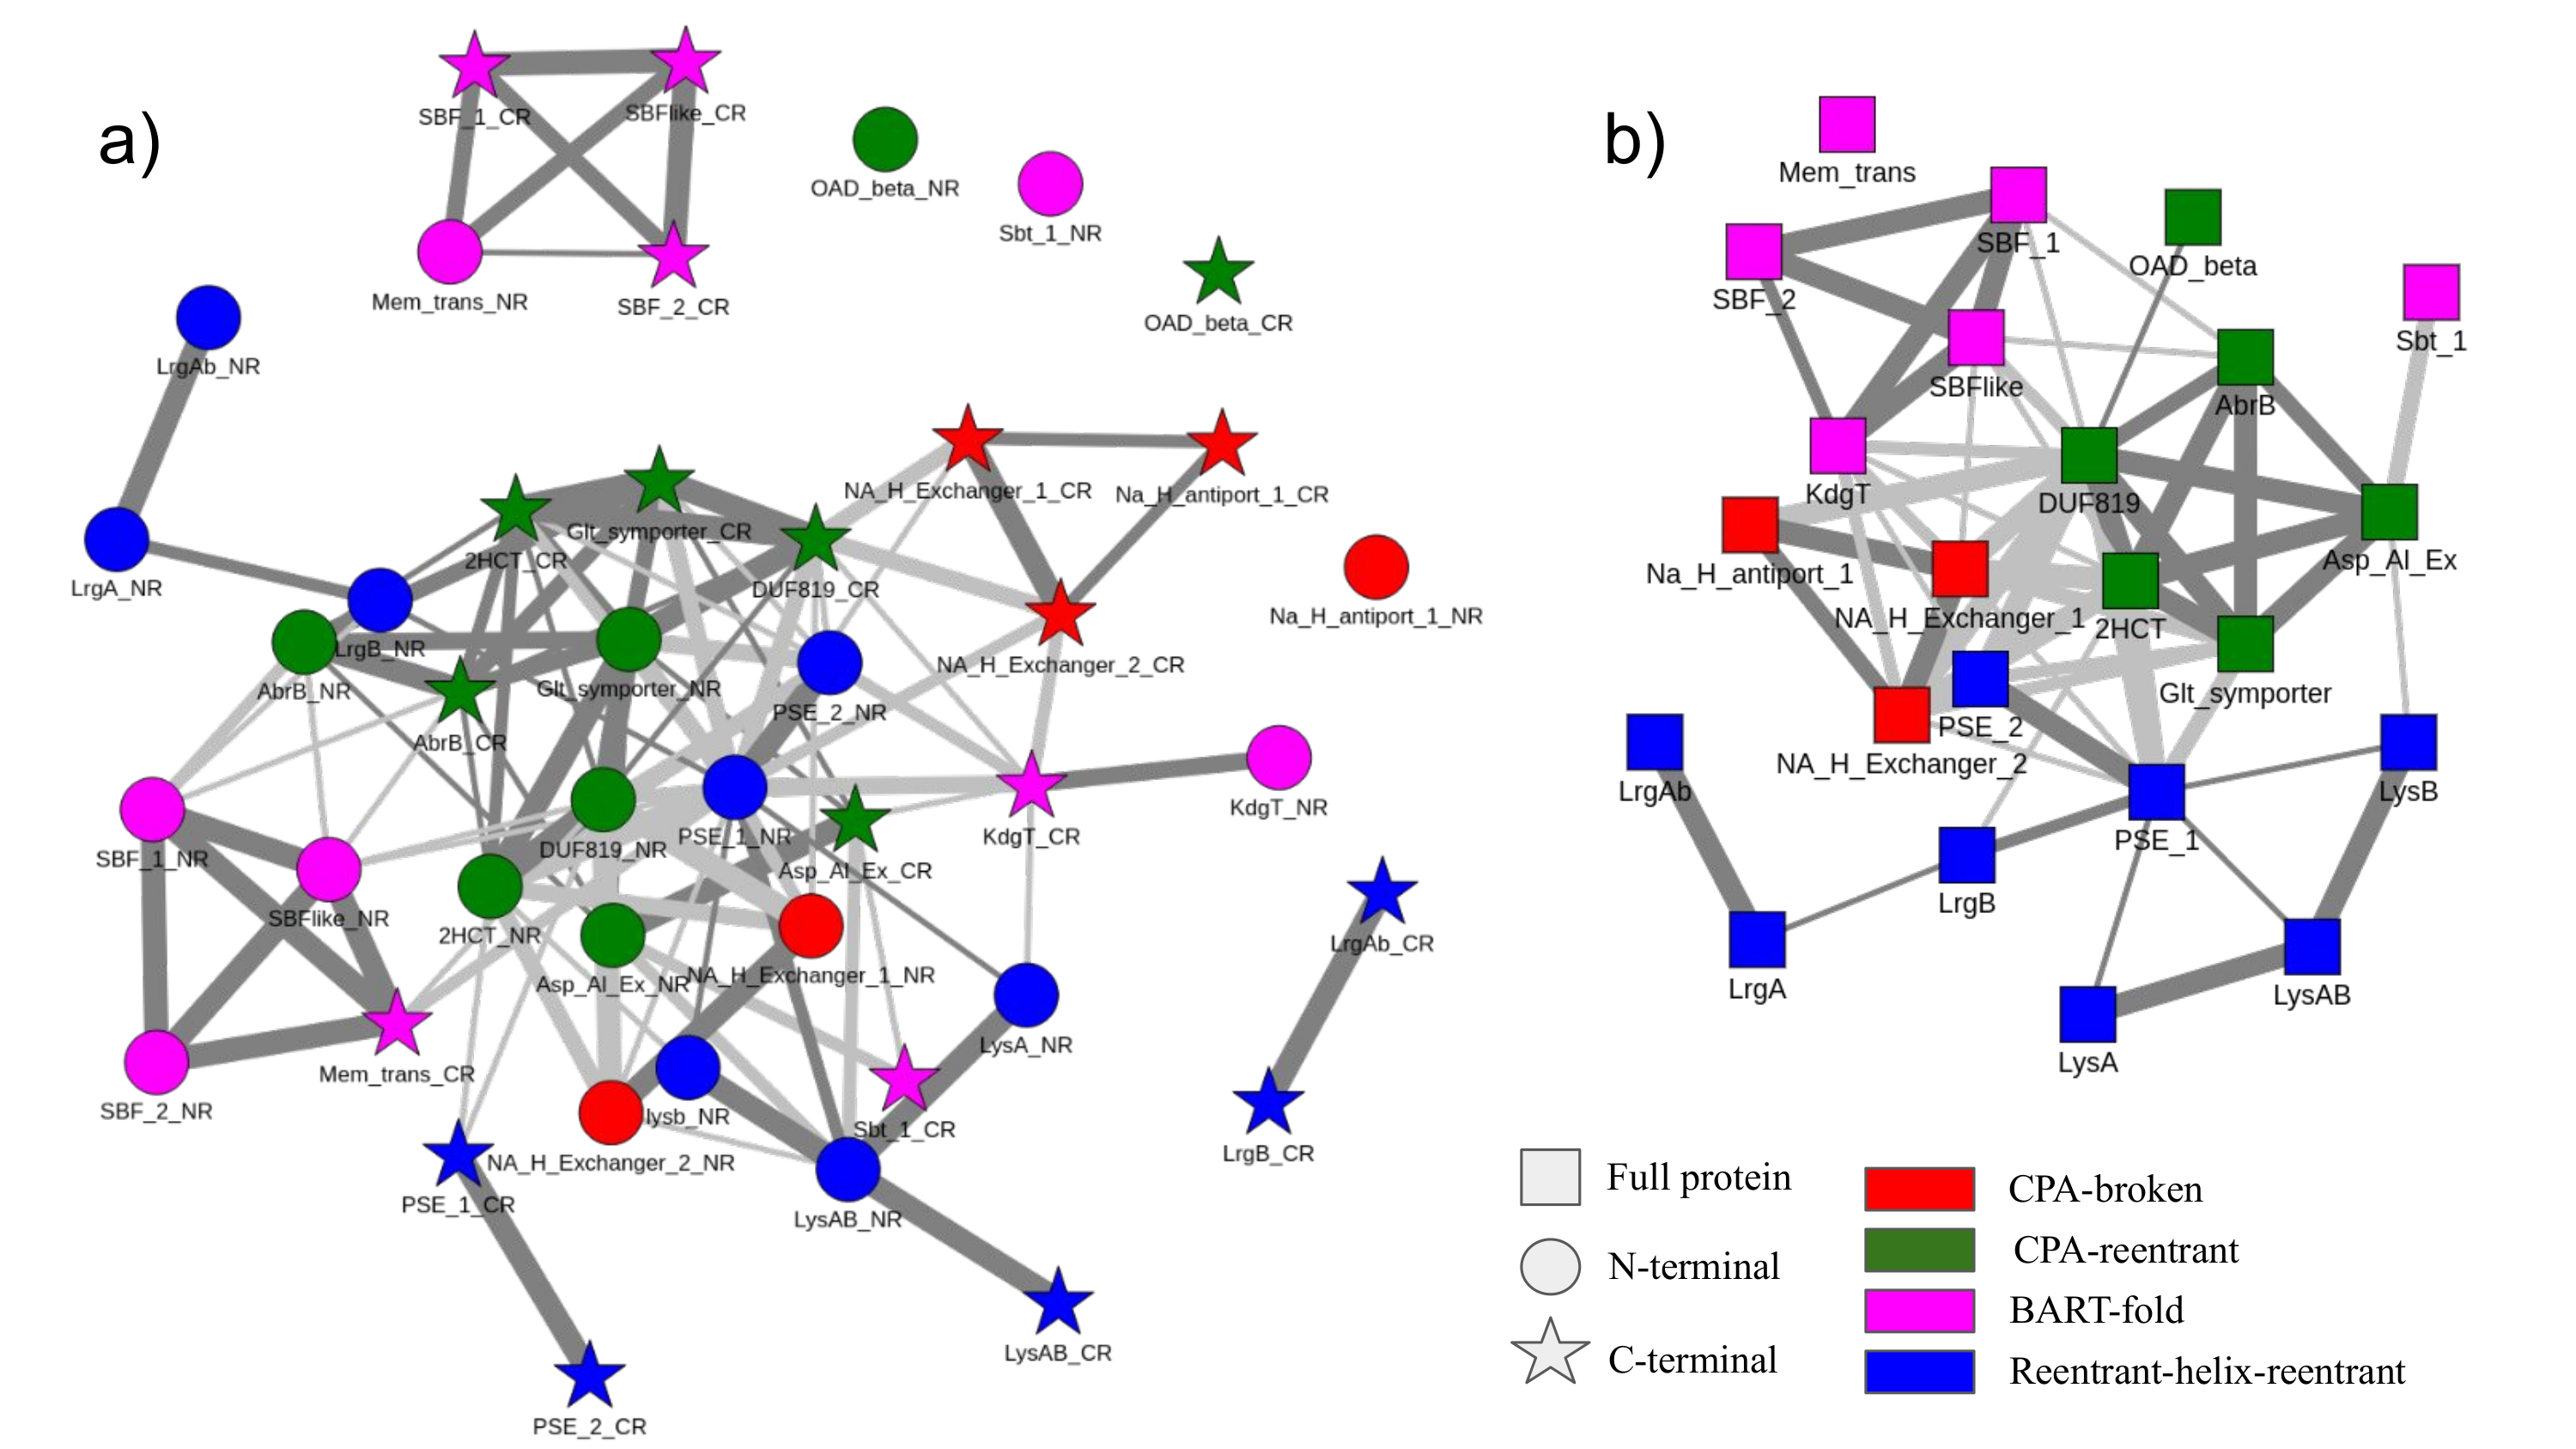 a)
SBF_1_CR
SBFlike_CR
OAD_beta_NR
Sbt_1_NR
Mem_trans_NR
SBF_2_CR
OAD_beta_CR
LrgAb_NR
NA_H_Exchanger_1_CR
Na_H_antiport_1_CR
Glt_symporter_CR
2HCT_CR
LrgA_NR
DUF819_CR
Na_H_antiport_1_NR
LrgB_NR
NA_H_Exchanger_2_CR
AbrB_NR
Glt_symporter_NR
PSE_2_NR
AbrB_CR
KdgT_NR
SBF_1_NR
DUF819_NR
PSE_1_NR
KdgT_CR
Asp_Al_Ex_CR
SBFlike_NR
2HCT_NR
LrgAb_CR
Asp_Al_Ex_NR
NA_H_Exchanger_1_NR
LysA_NR
Mem_trans_CR
SBF_2_NR
lysb_NR
Sbt_1_CR
LrgB_CR
NA_H_Exchanger_2_NR
PSE_1_CR
LysAB_NR
LysAB_CR
PSE_2_CR
b)
Mem_trans
SBF_1
OAD_beta
SBF_2
Sbt_1
SBFlike
AbrB
KdgT
DUF819
Asp_Al_Ex
Na_H_antiport_1
NA_H_Exchanger_1
2HCT
Glt_symporter
PSE_2
NA_H_Exchanger_2
LrgAb
LysB
PSE_1
LrgB
LrgA
LysAB
LysA
Full protein
N-terminal
C-terminal
CPA-broken
CPA-reentrant
BART-fold
Reentrant-helix-reentrant